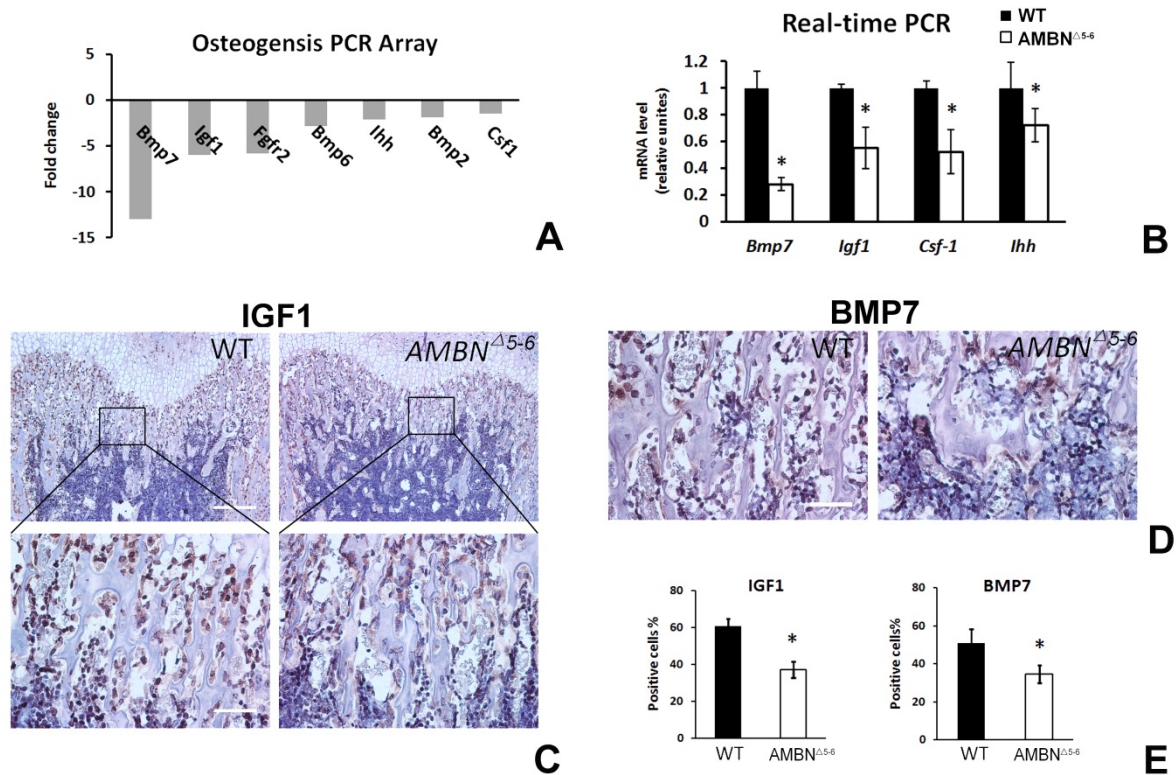 Osteogensis PCR Array
Fold change
5
0
-5
-10
-15
Bmp7
Igf1
Fgfr2
Bmp6
Ihh
Bmp2
Csf1
A
Real-time PCR
WT
AMBN△5-6
mRNA level
(relative unites)
1.2
1
0.8
0.6
0.4
0.2
0
*
*
*
*
Bmp7
Igf1
Csf-1
Ihh
B
IGF1
WT
AMBN△5-6
C
BMP7
WT
AMBN△5-6
D
IGF1
Positive cells%
80
60
40
20
0
*
WT
AMBN△5-6
BMP7
Positive cells%
80
60
40
20
0
*
WT
AMBN△5-6
E